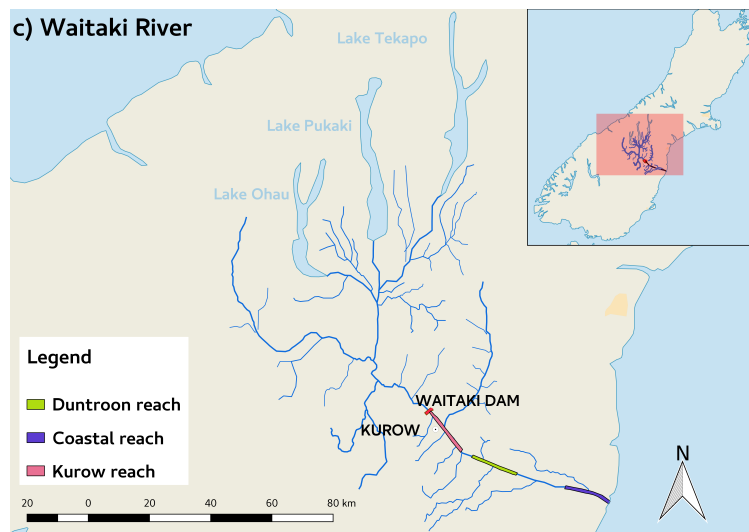 c) Waitaki River
Lake Tekapo
Lake Pukaki
Lake Ohau
WAITAKI DAM
KUROW
Legend
Duntroon reach
Coastal reach
Kurow reach
N
20 0 20 40 60 80 km